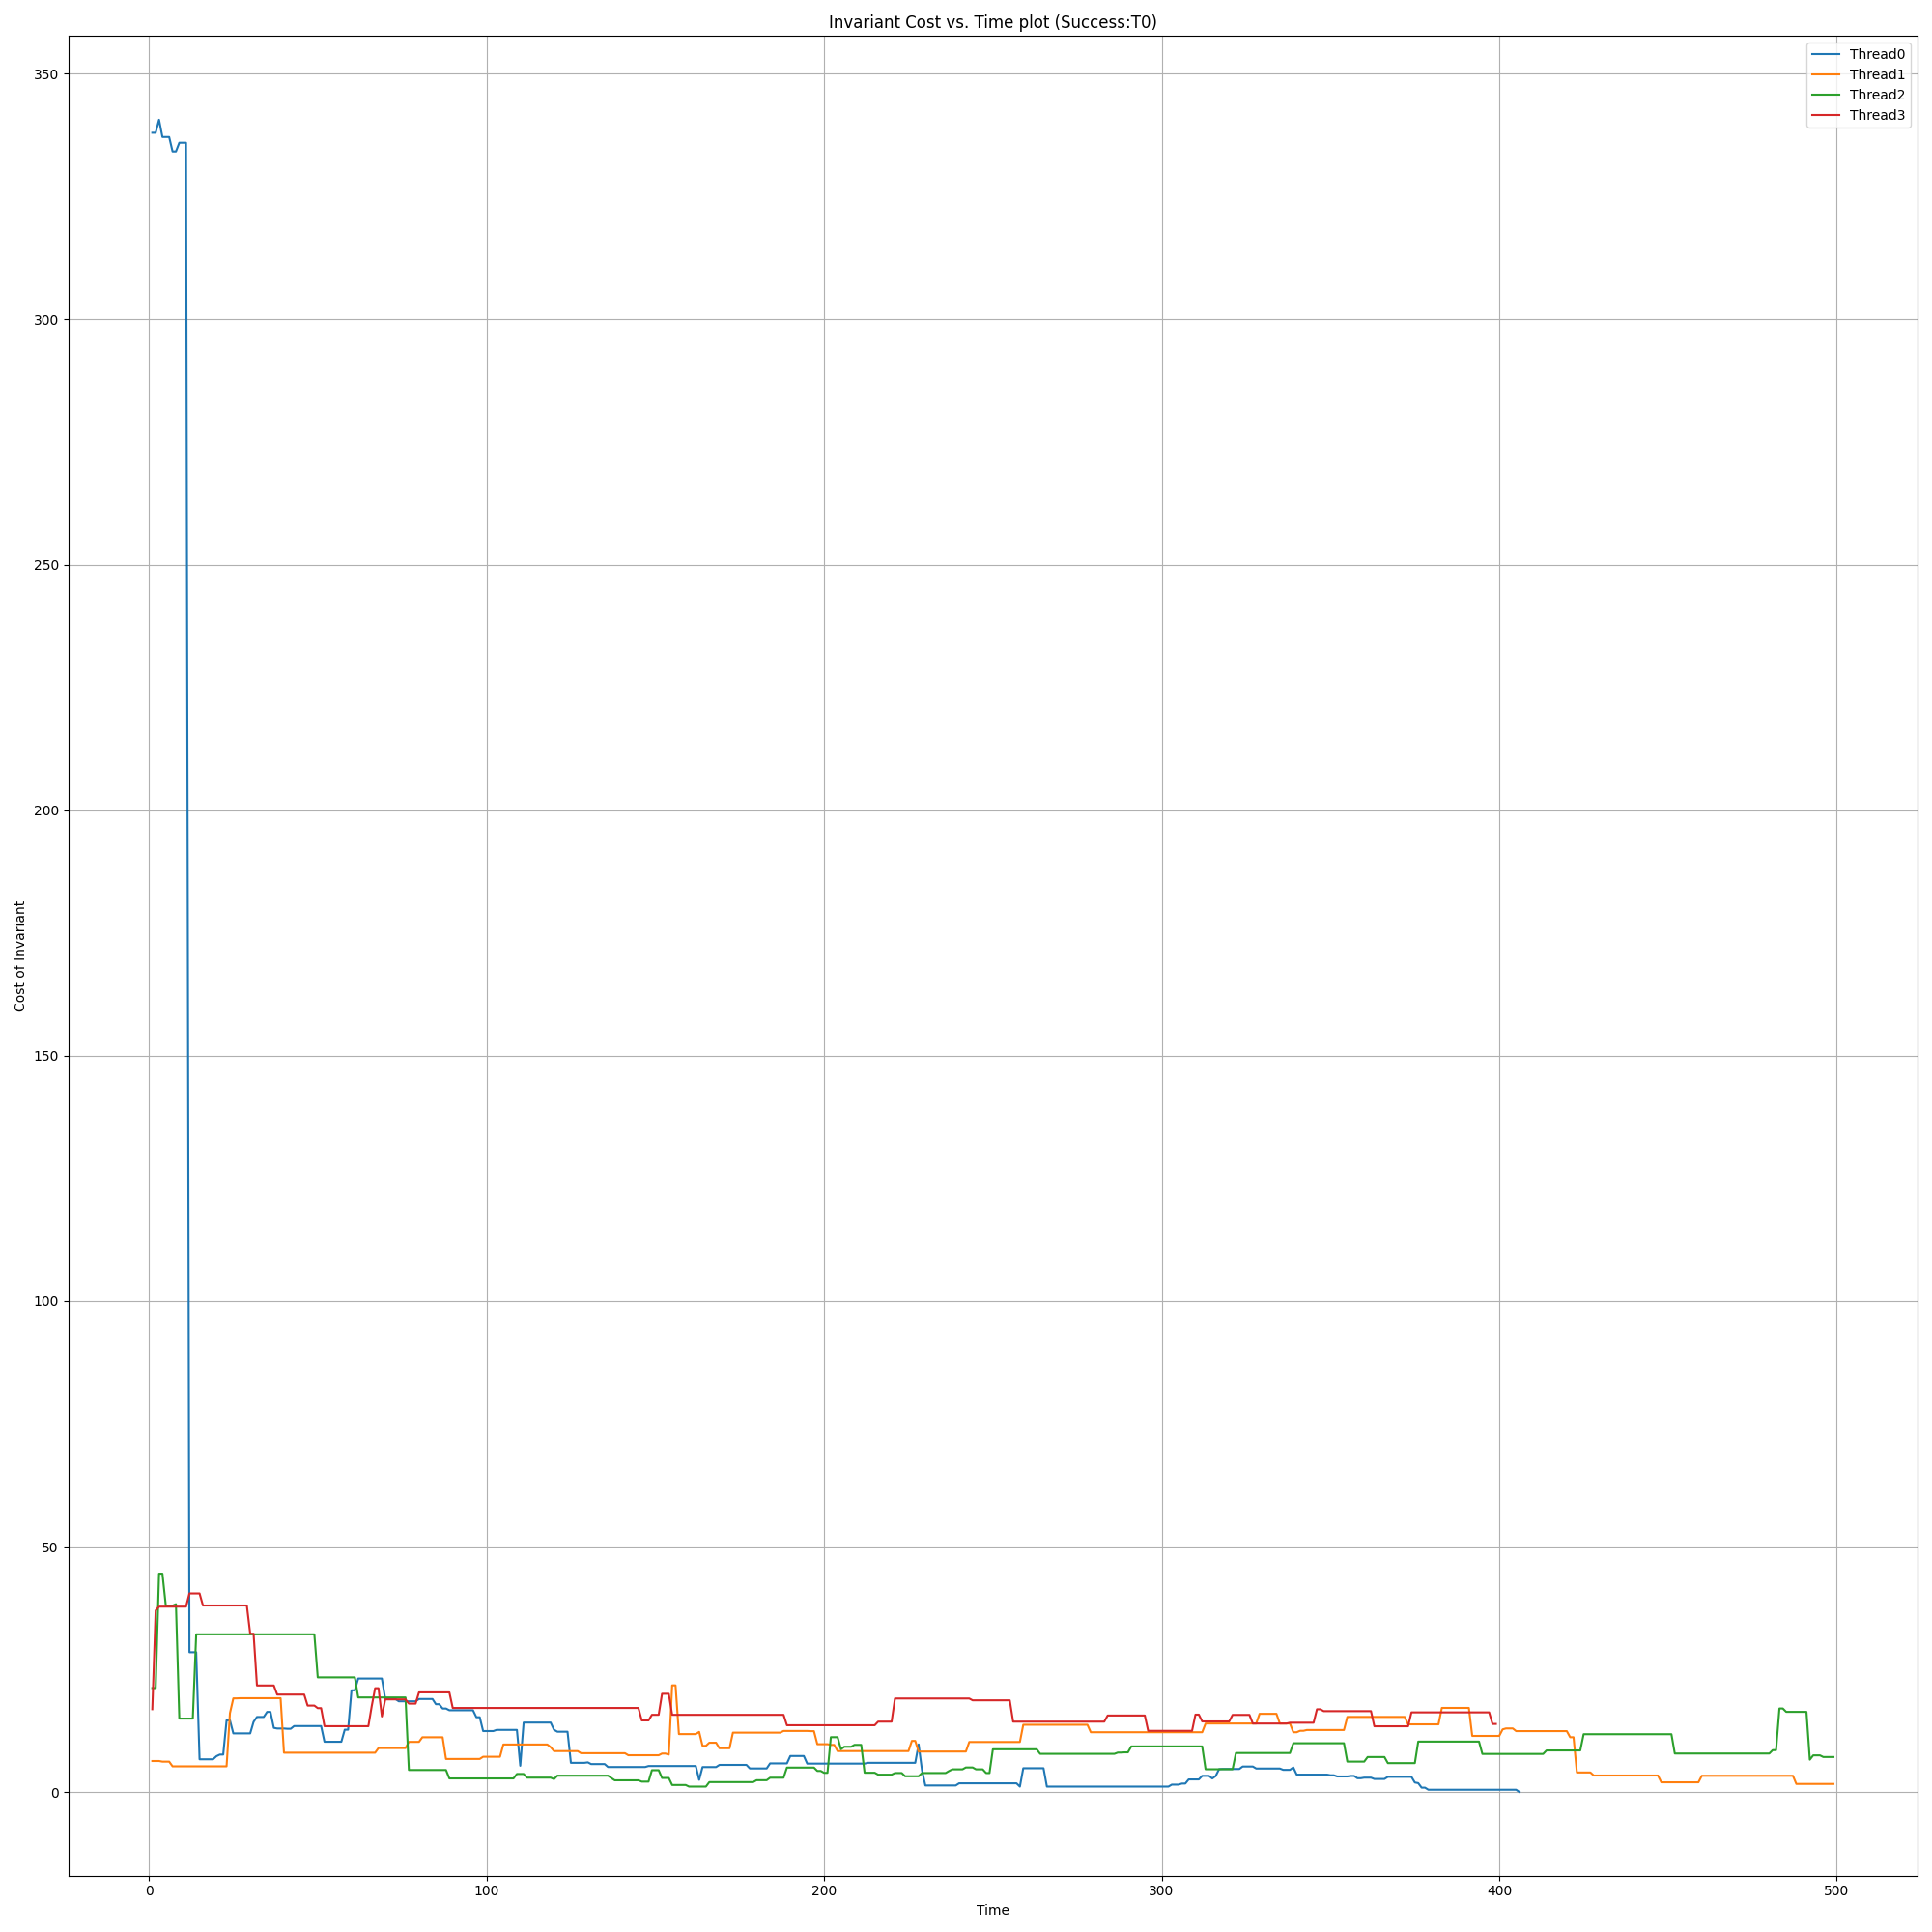 Invariant Cost vs. Time plot (Success:T0)
Thread0
Thread1
Thread2
Thread3
350
300
250
200
150
100
50
0
Cost of Invariant
0 100 200 300 400 500
Time